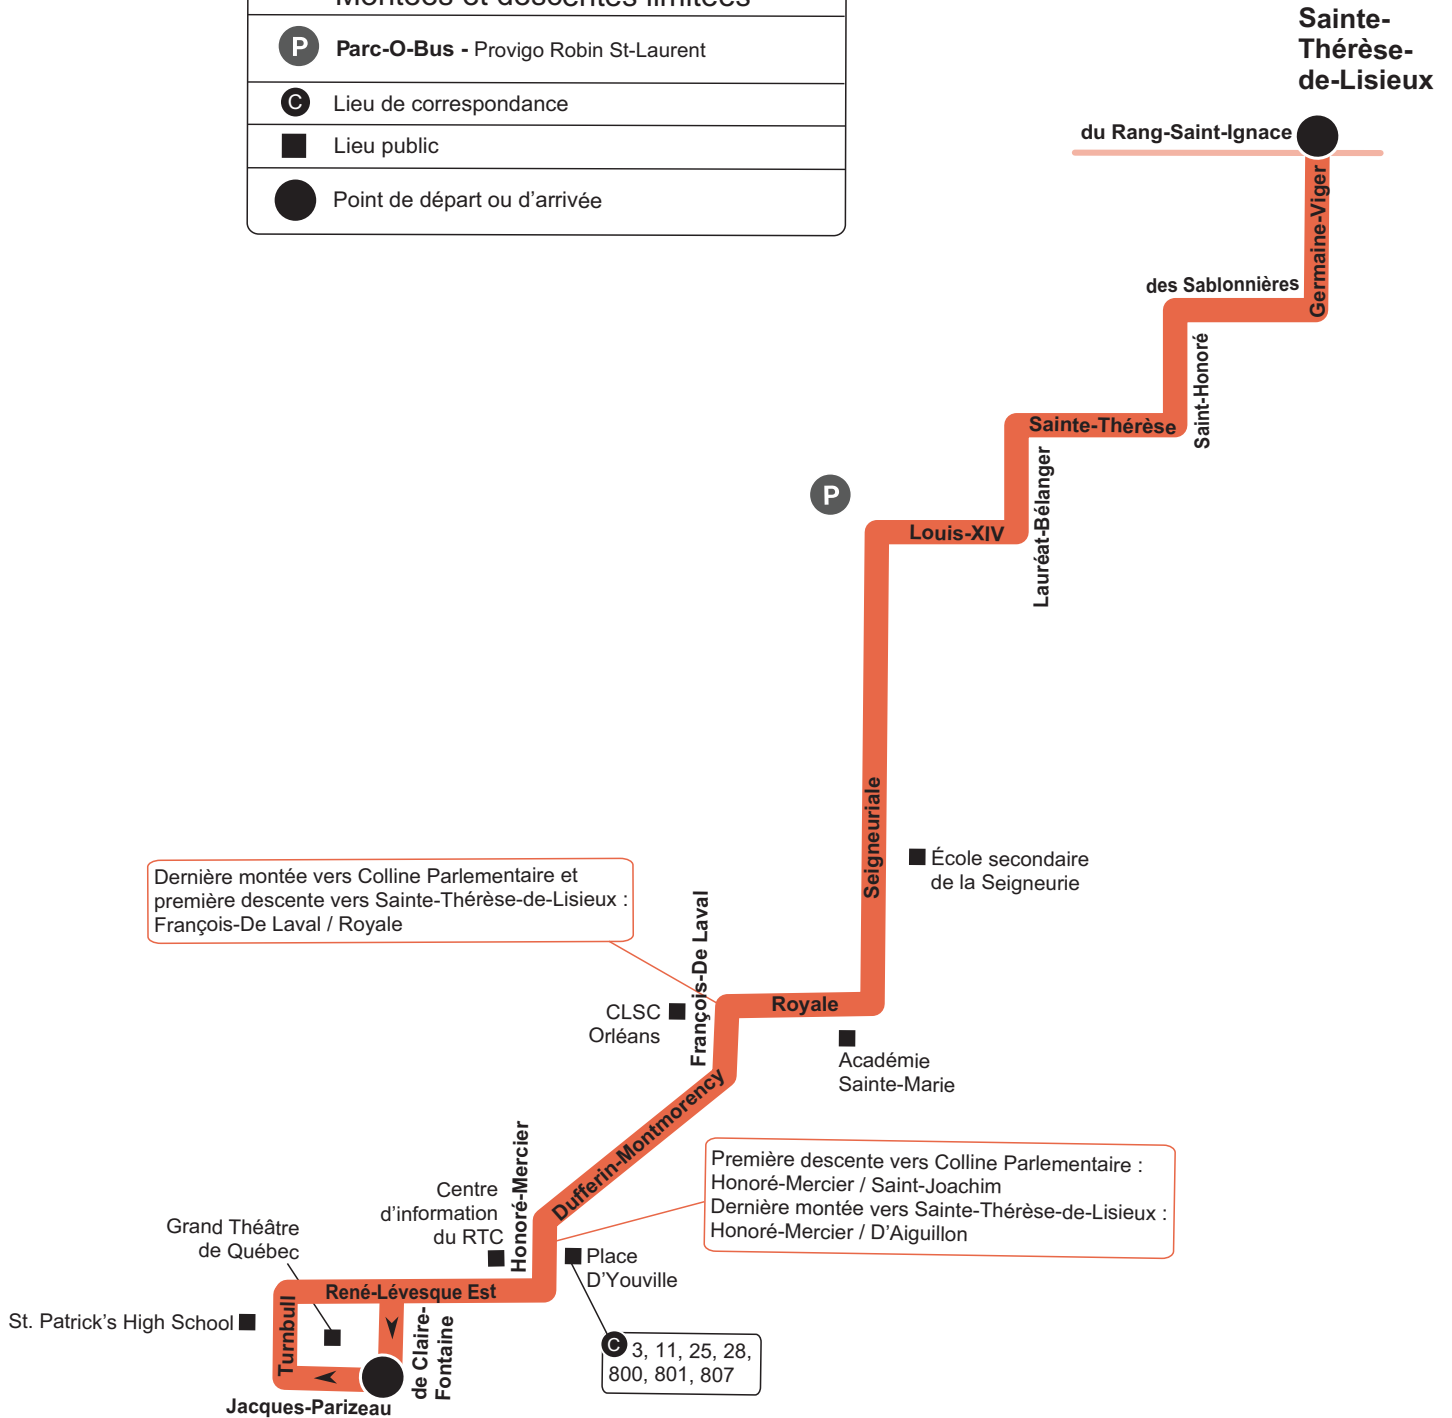 Montées et descentes limitées
P Parc-O-Bus - Provigo Robin St-Laurent
C Lieu de correspondance
Lieu public
Point de départ ou d'arrivée
Sainte-
Thérèse-
de-Lisieux
du Rang-Saint-Ignace
Germaine-Viger
des Sablonnières
Saint-Honoré
Sainte-Thérèse
Lauréat-Bélanger
P
Louis-XIV
Seigneuriale
École secondaire
de la Seigneurie
Dernière montée vers Colline Parlementaire et
première descente vers Sainte-Thérèse-de-Lisieux :
François-De Laval / Royale
François-De Laval
CLSC
Orléans
Royale
Académie
Sainte-Marie
Dufferin-Montmorency
Première descente vers Colline Parlementaire :
Honoré-Mercier / Saint-Joachim
Dernière montée vers Sainte-Thérèse-de-Lisieux :
Honoré-Mercier / D'Aiguillon
Honoré-Mercier
Centre
d'information
du RTC
Place
D'Youville
C 3, 11, 25, 28,
800, 801, 807
Grand Théâtre
de Québec
René-Lévesque Est
St. Patrick's High School
Turnbull
de Claire-
Fontaine
Jacques-Parizeau